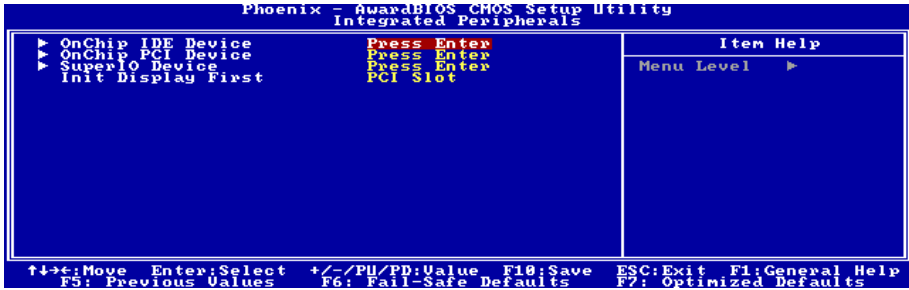 Phoenix - AwardBIOS CMOS Setup Utility
Integrated Peripherals
► OnChip IDE Device Press Enter
► OnChip PCI Device Press Enter
► SuperIO Device Press Enter
Init Display First PCI Slot
Item Help
Menu Level ►
↑↓→←:Move Enter:Select +/-/PU/PD:Value F10:Save ESC:Exit F1:General Help
F5: Previous Values F6: Fail-Safe Defaults F7: Optimized Defaults